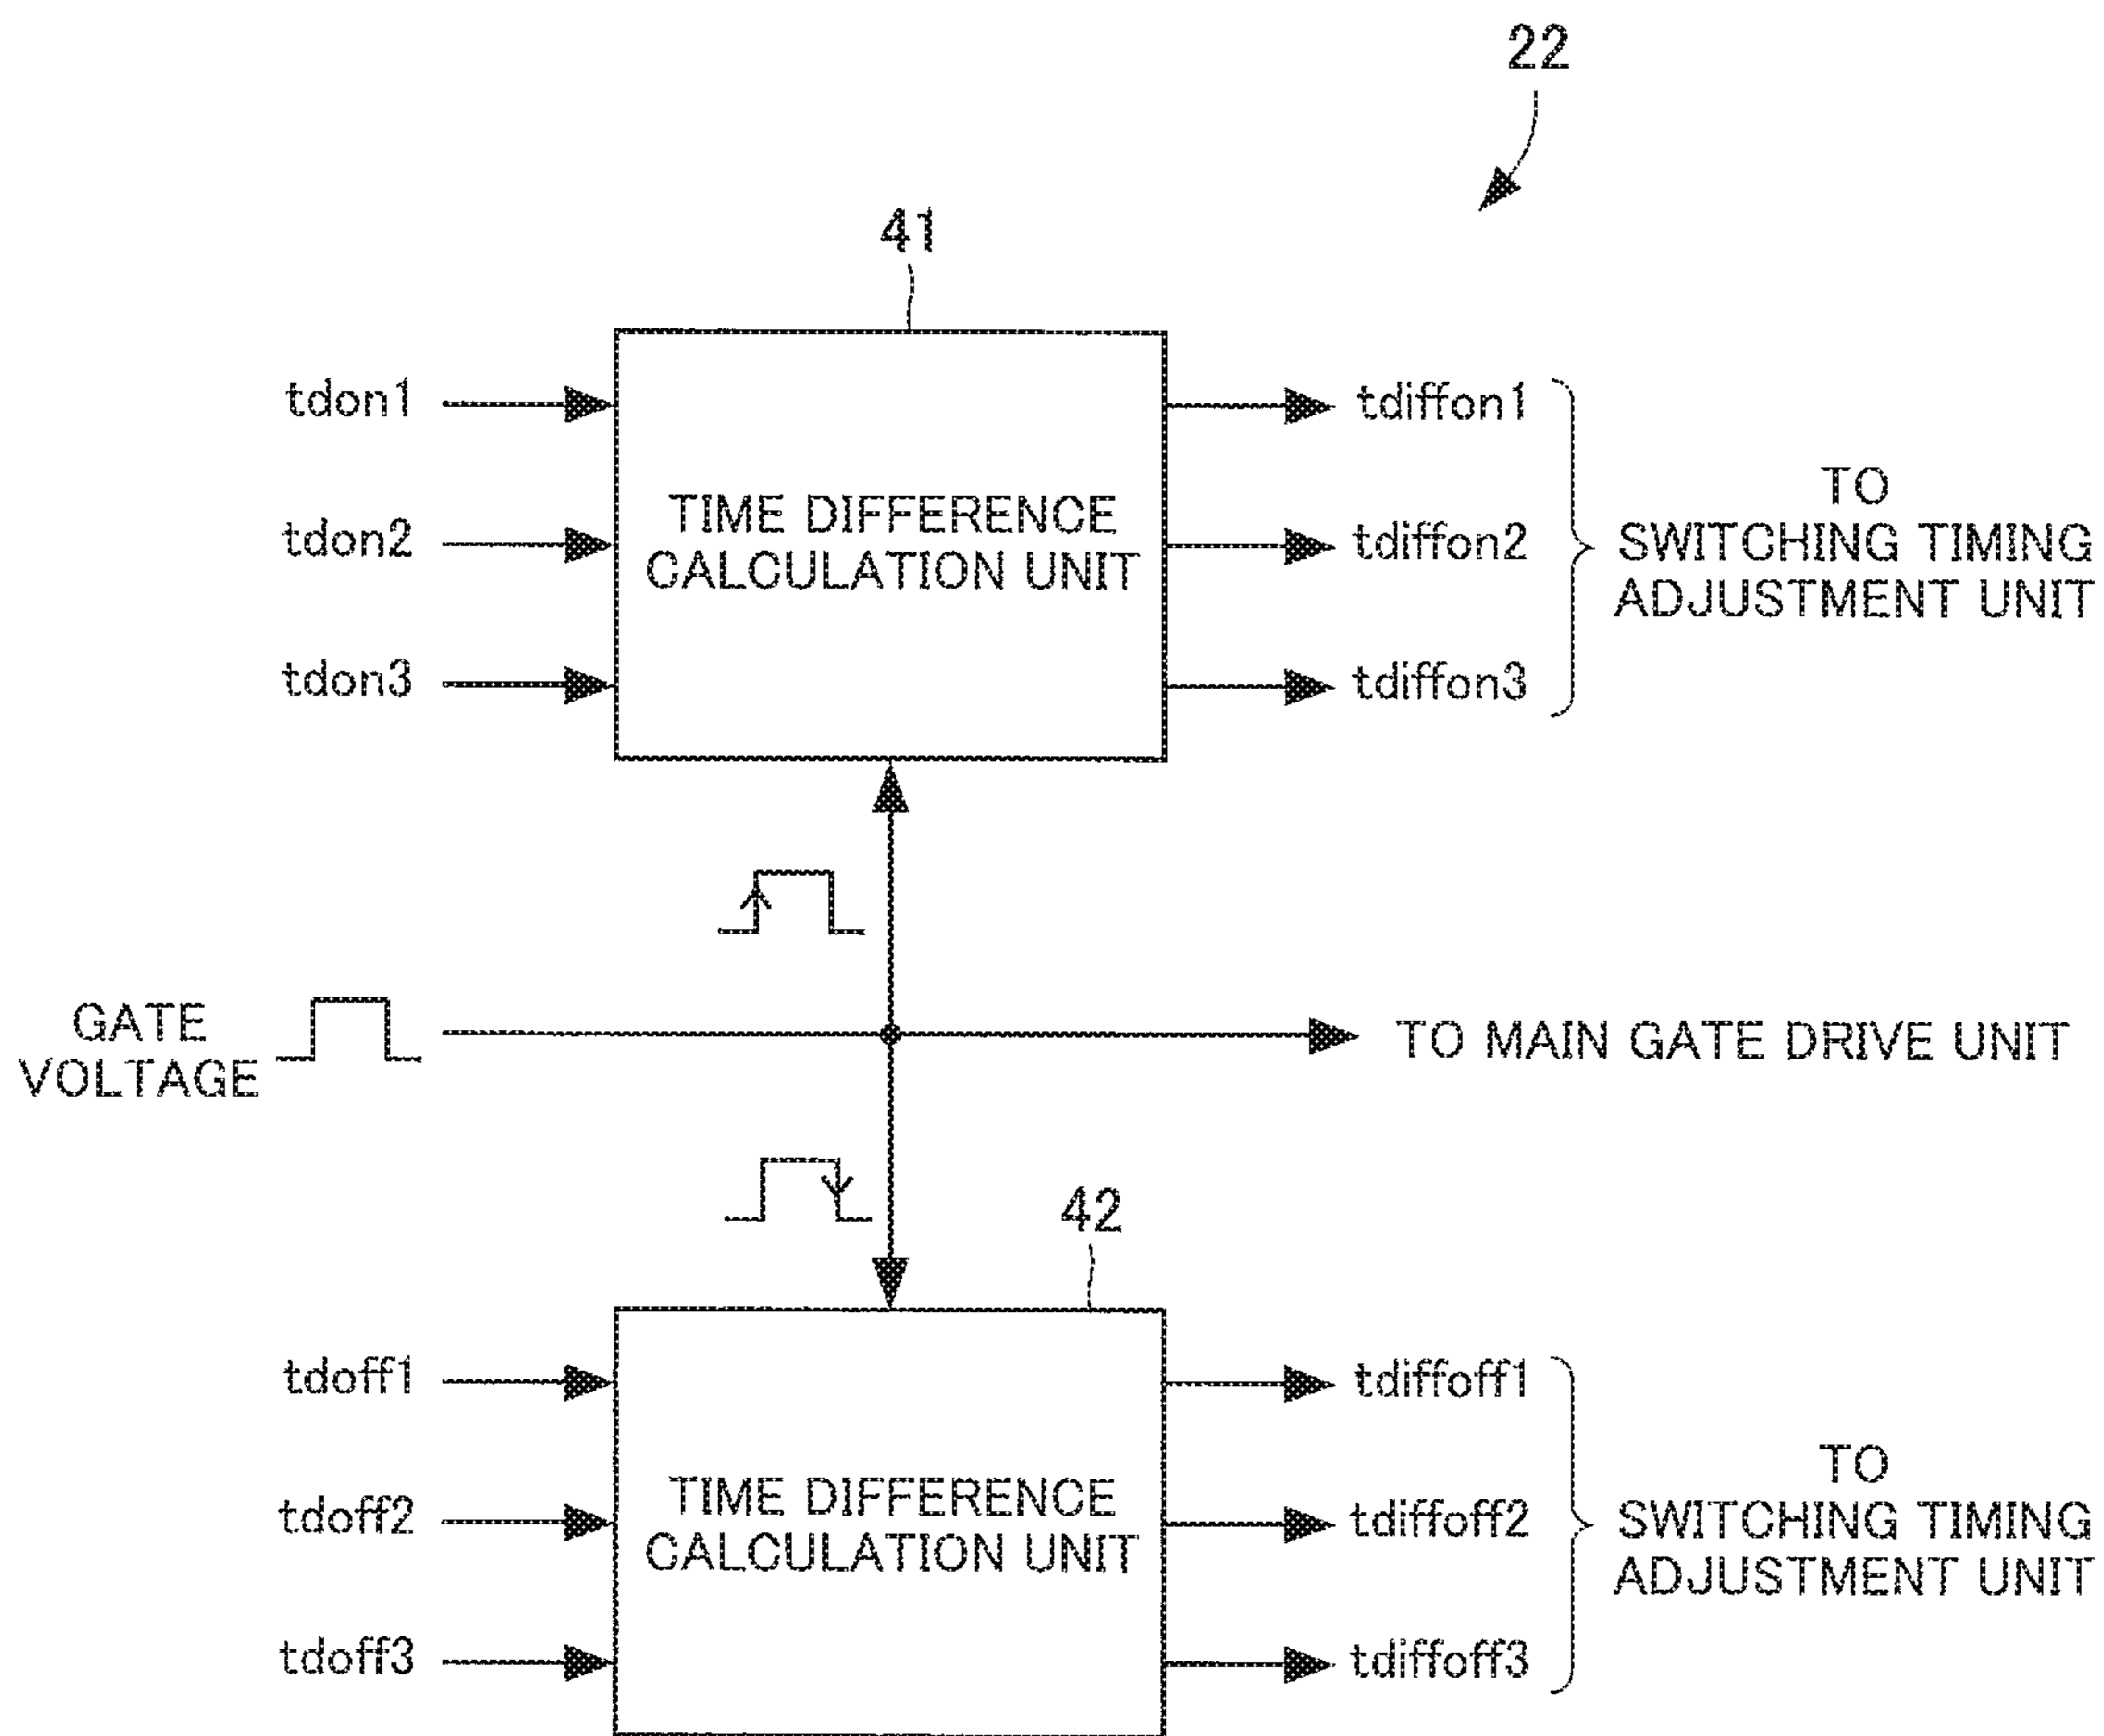 22
41
tdon1
tdon2
tdon3
TIME DIFFERENCE
CALCULATION UNIT
tdiffon1
tdiffon2
tdiffon3
TO
SWITCHING TIMING
ADJUSTMENT UNIT
GATE
VOLTAGE
TO MAIN GATE DRIVE UNIT
42
tdoff1
tdoff2
tdoff3
TIME DIFFERENCE
CALCULATION UNIT
tdiffoff1
tdiffoff2
tdiffoff3
TO
SWITCHING TIMING
ADJUSTMENT UNIT